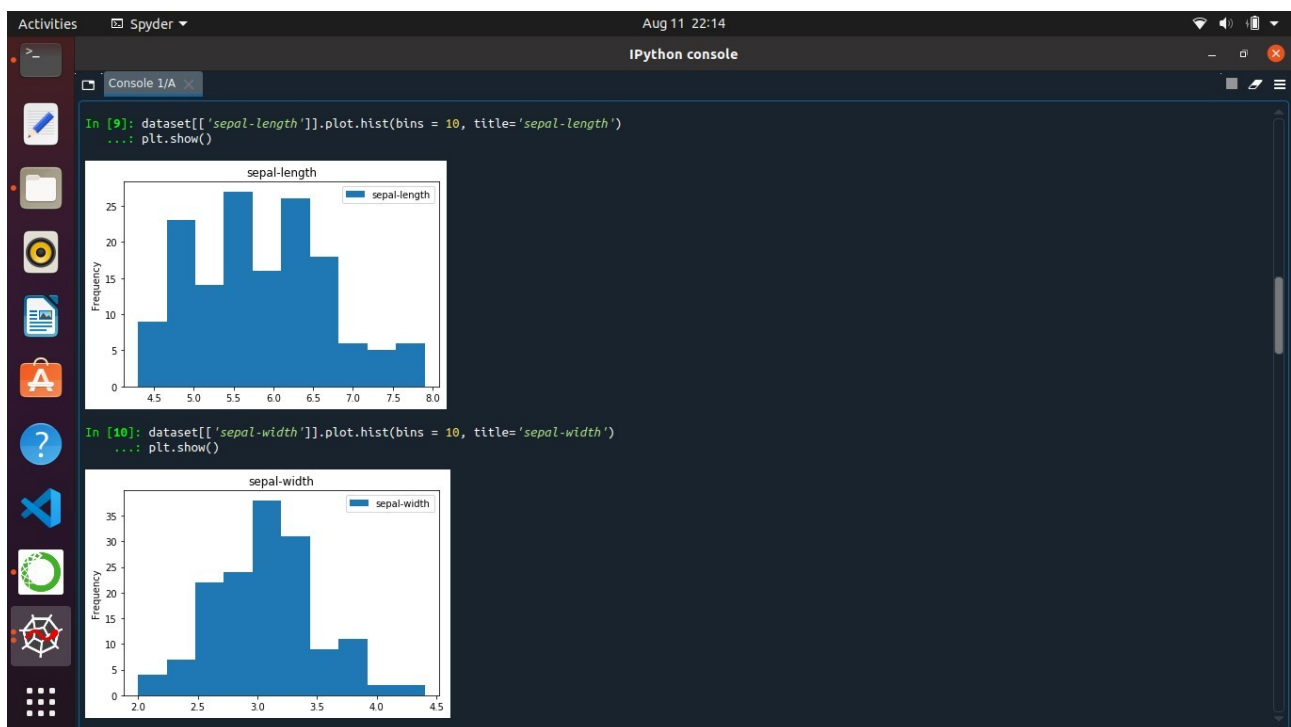 Activities Spyder Aug 11 22:14
IPython console
Console 1/A
In [9]: dataset[['sepal-length']].plot.hist(bins = 10, title='sepal-length')
...: plt.show()
sepal-length
sepal-length
25
20
15
10
5
0
Frequency
4.5 5.0 5.5 6.0 6.5 7.0 7.5 8.0
In [10]: dataset[['sepal-width']].plot.hist(bins = 10, title='sepal-width')
...: plt.show()
sepal-width
sepal-width
35
30
25
20
15
10
5
0
Frequency
2.0 2.5 3.0 3.5 4.0 4.5